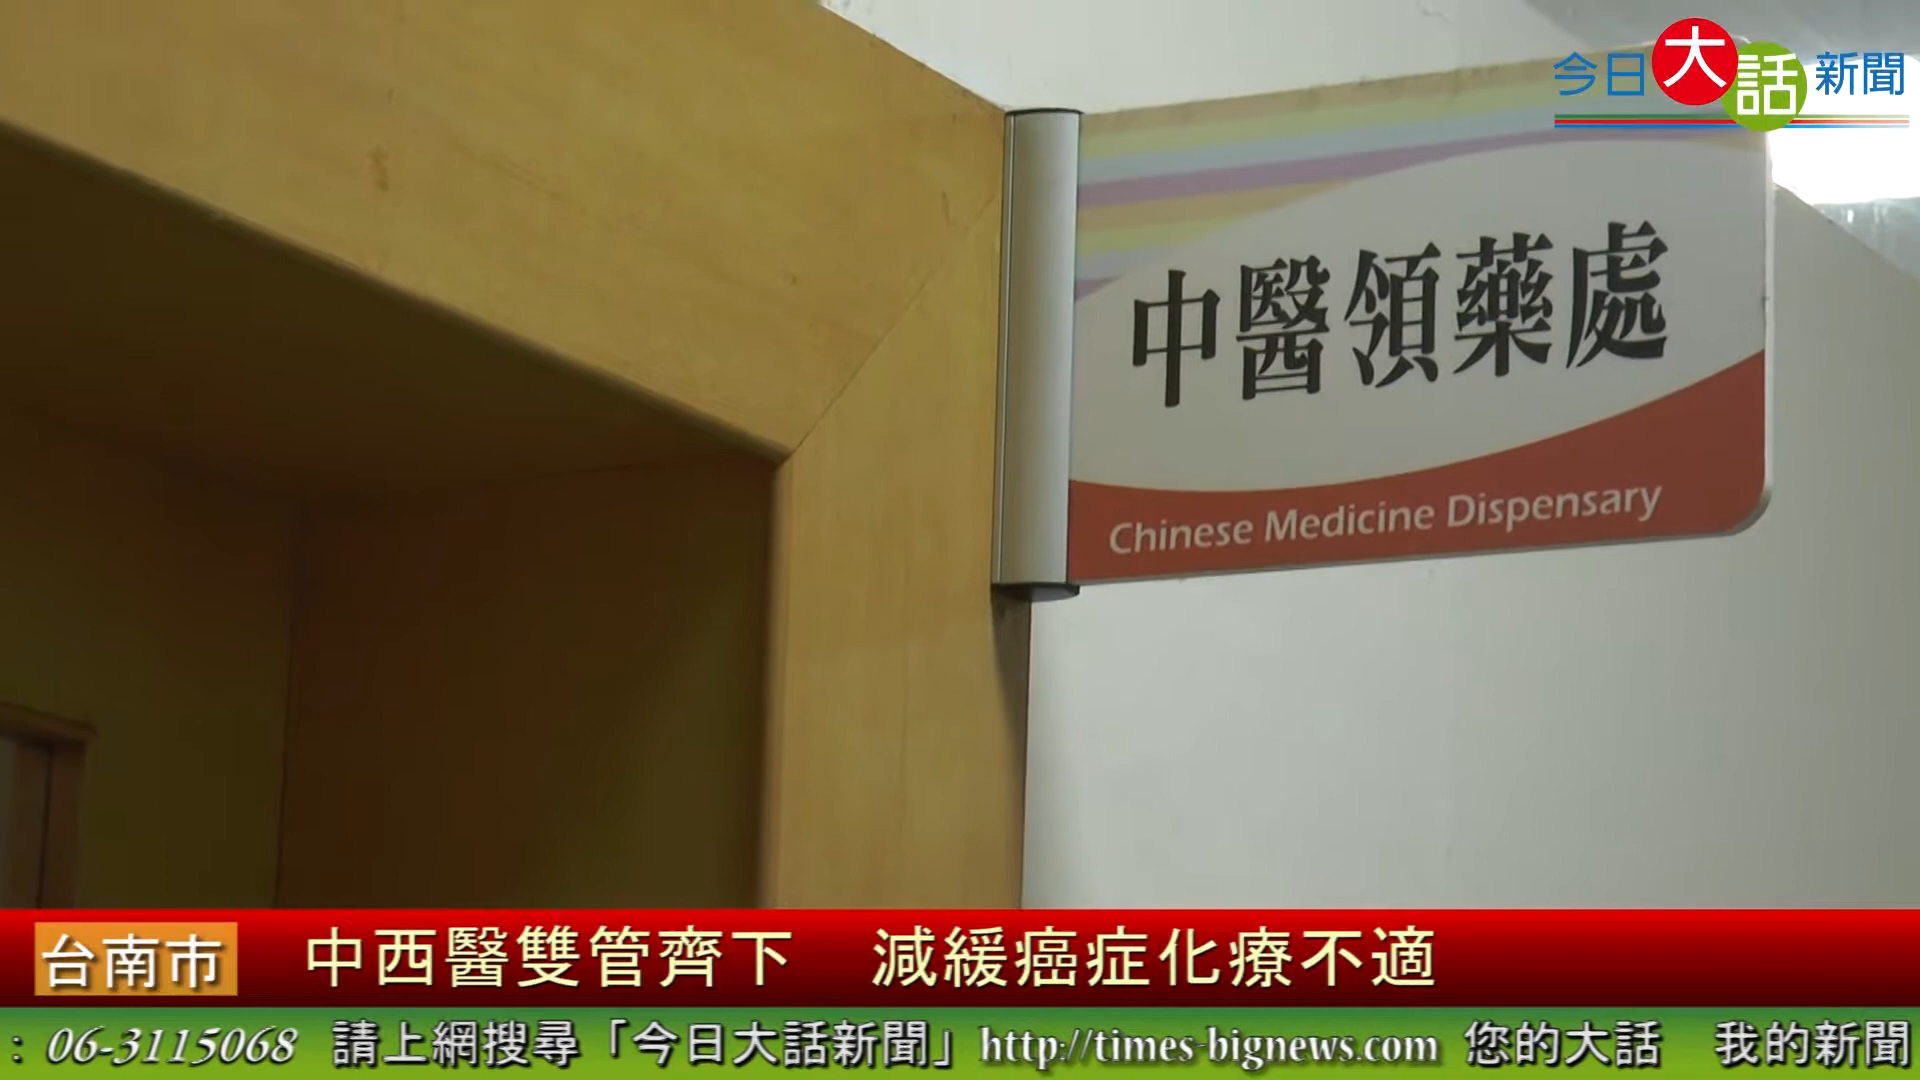 今日大話新聞
中醫領藥處
Chinese Medicine Dispensary
台南市 中西醫雙管齊下 減緩癌症化療不適
: 06-3115068 請上網搜尋「今日大話新聞」http://times-bignews.com 您的大話 我的新聞